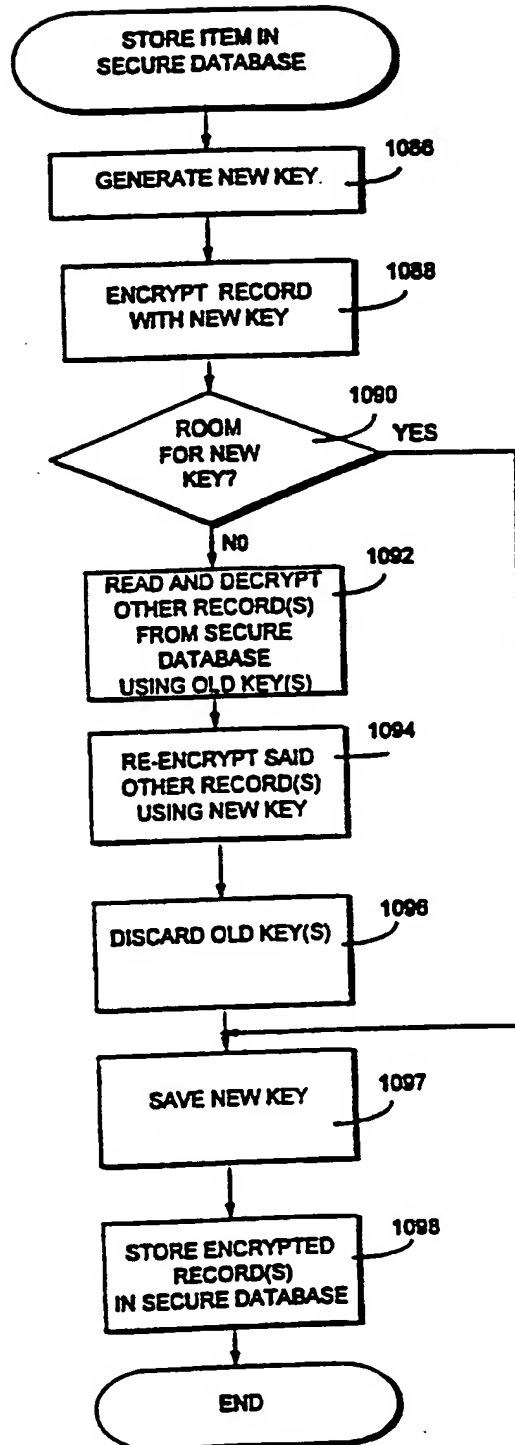 STORE ITEM IN
SECURE DATABASE
1086
GENERATE NEW KEY.
1088
ENCRYPT RECORD
WITH NEW KEY
1090
ROOM
FOR NEW
KEY?
YES
NO
1092
READ AND DECRYPT
OTHER RECORD(S)
FROM SECURE
DATABASE
USING OLD KEY(S)
1094
RE-ENCRYPT SAID
OTHER RECORD(S)
USING NEW KEY
1096
DISCARD OLD KEY(S)
1097
SAVE NEW KEY
1098
STORE ENCRYPTED
RECORD(S)
IN SECURE DATABASE
END